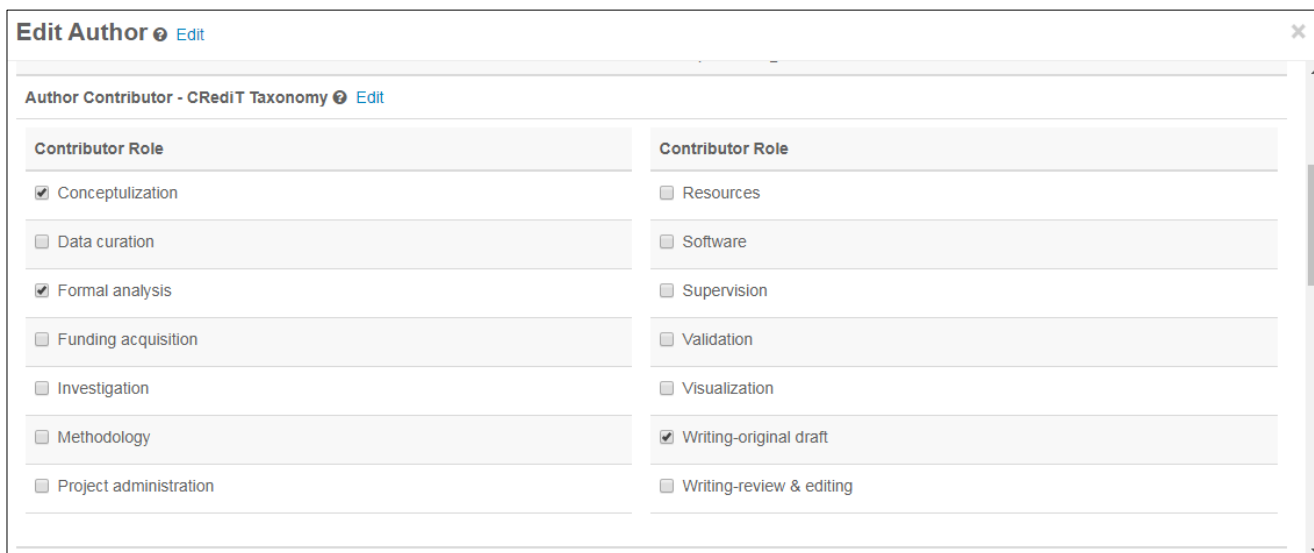 Edit Author Edit
Author Contributor - CRediT Taxonomy Edit
Contributor Role Contributor Role
Conceptulization Resources
Data curation Software
Formal analysis Supervision
Funding acquisition Validation
Investigation Visualization
Methodology Writing-original draft
Project administration Writing-review & editing